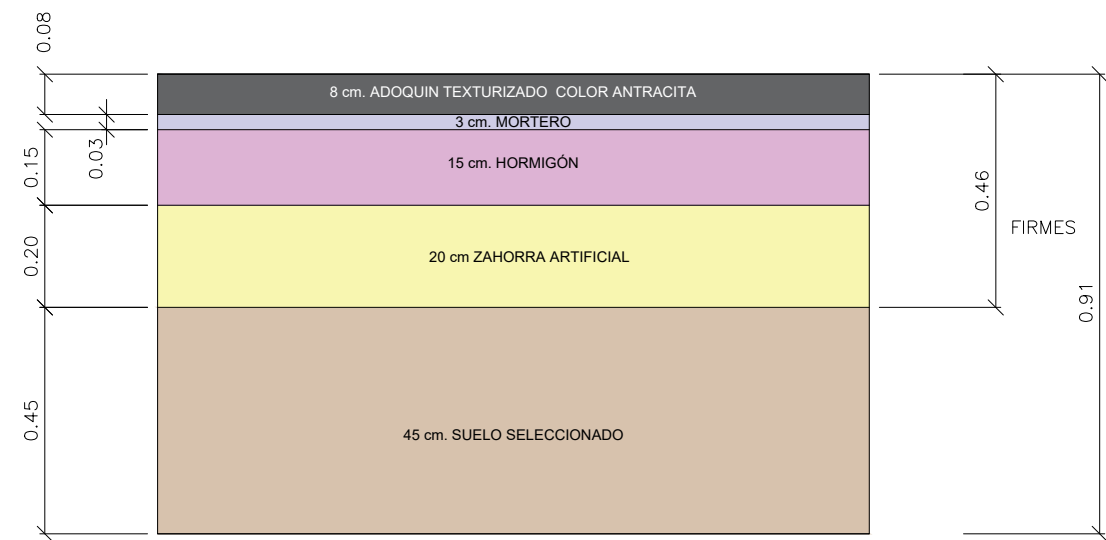 0.08
8 cm. ADOQUIN TEXTURIZADO COLOR ANTRACITA
3 cm. MORTERO
0.03
0.15
15 cm. HORMIGÓN
0.46
FIRMES
0.20
20 cm ZAHORRA ARTIFICIAL
0.91
0.45
45 cm. SUELO SELECCIONADO